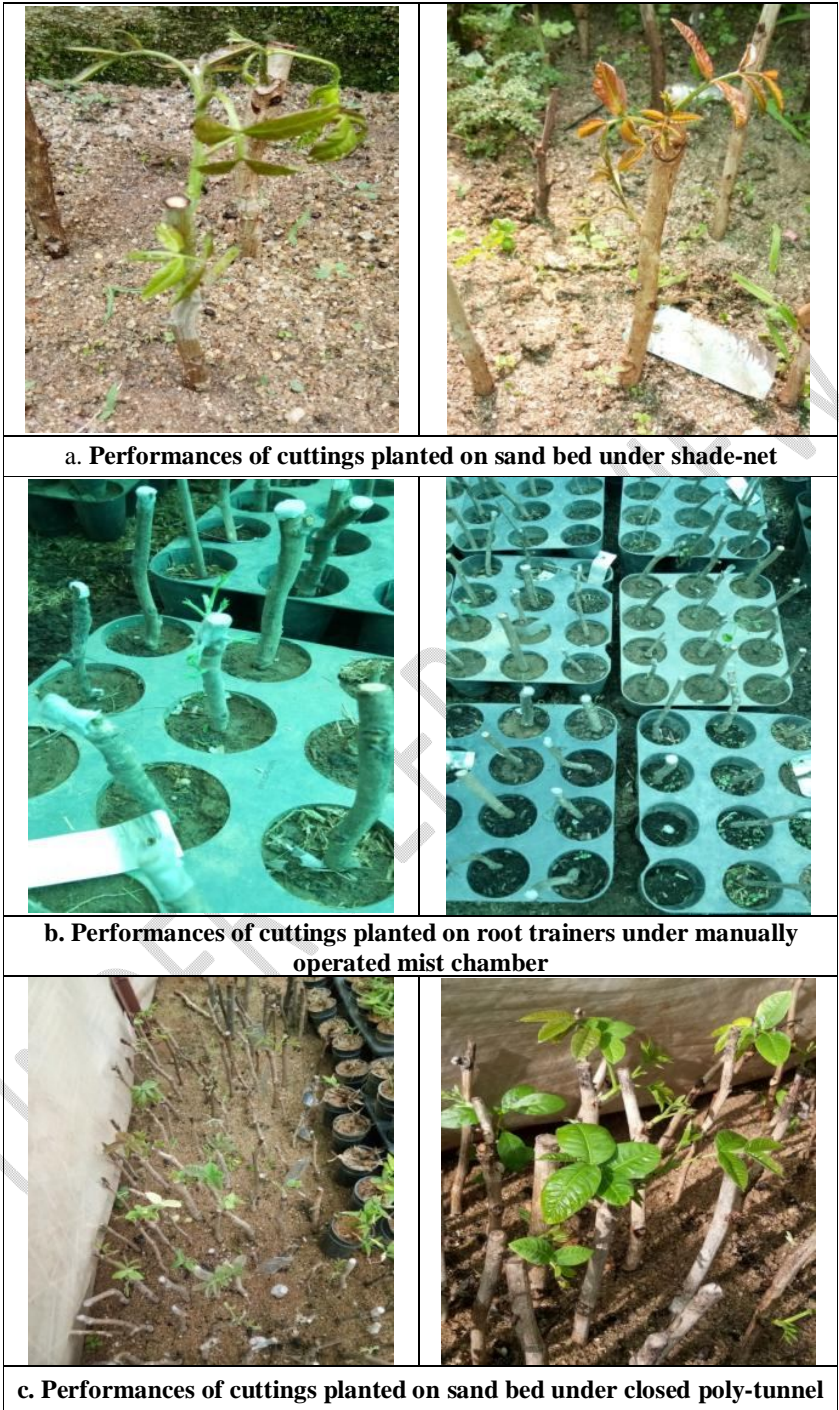 a. Performances of cuttings planted on sand bed under shade-net
b. Performances of cuttings planted on root trainers under manually
operated mist chamber
c. Performances of cuttings planted on sand bed under closed poly-tunnel